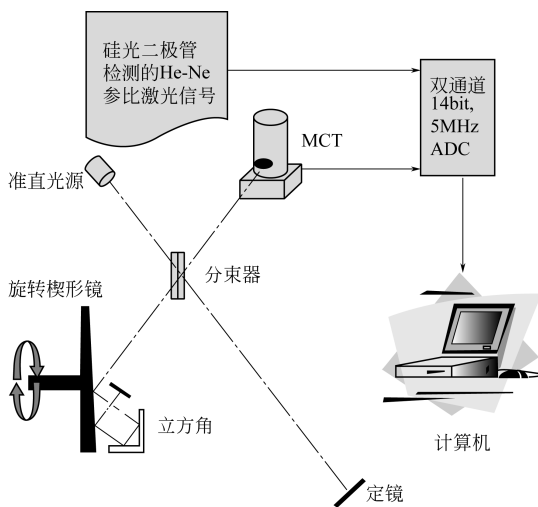 硅光二极管
检测的He-Ne
参比激光信号
双通道
14bit,
5MHz
ADC
MCT
准直光源
分束器
旋转楔形镜
立方角
计算机
定镜